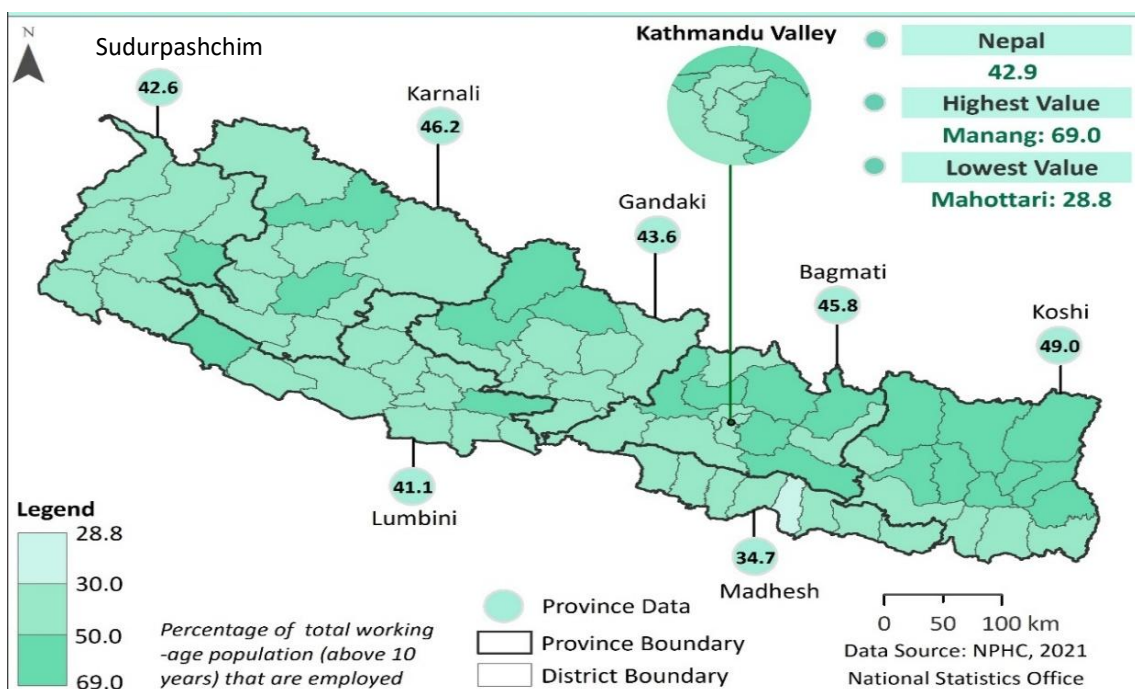 Sudurpashchim
42.6
Karnali
46.2
Gandaki
43.6
Kathmandu Valley
Bagmati
45.8
Koshi
49.0
Nepal
42.9
Highest Value
Manang: 69.0
Lowest Value
Mahottari: 28.8
41.1
Lumbini
34.7
Madhesh
Legend
28.8
30.0
50.0
69.0
Percentage of total working
-age population (above 10
years) that are employed
Province Data
Province Boundary
District Boundary
0 50 100 km
Data Source: NPHC, 2021
National Statistics Office